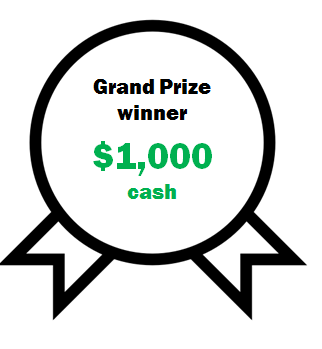 Grand Prize
winner
$1,000
cash